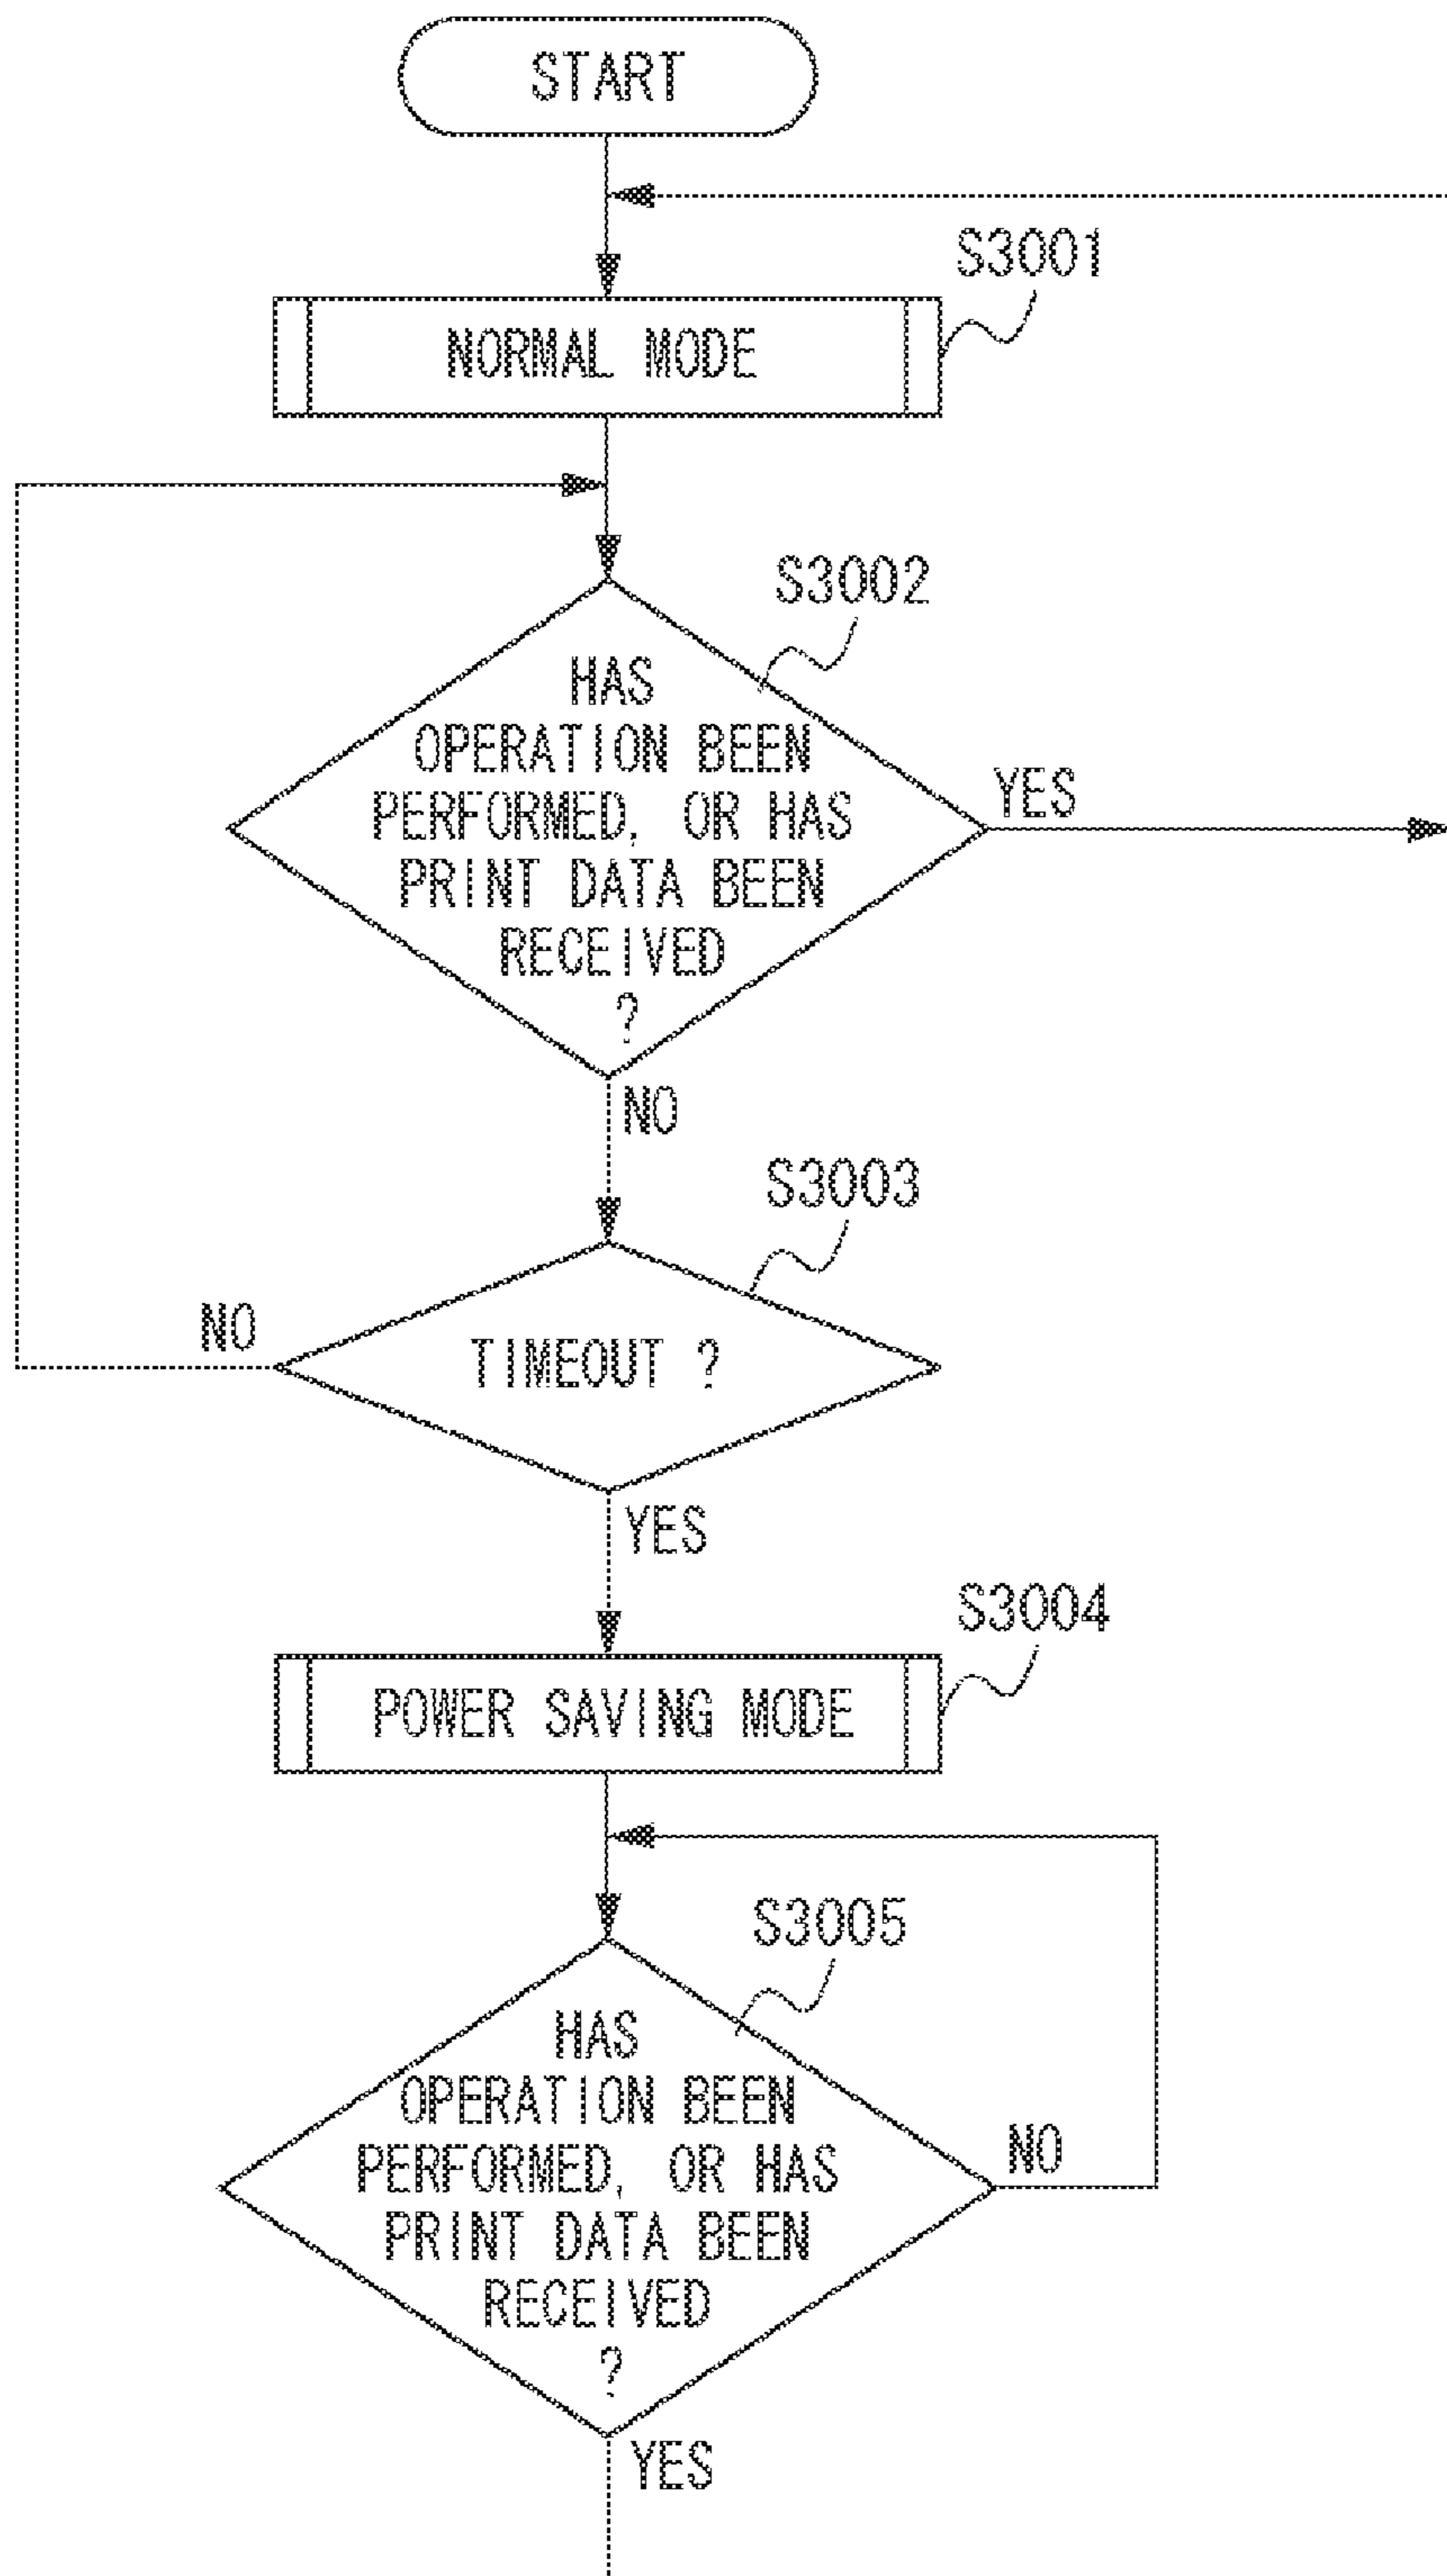 START
S3001
NORMAL MODE
S3002
HAS
OPERATION BEEN
PERFORMED, OR HAS
PRINT DATA BEEN
RECEIVED
?
YES
NO
S3003
NO
TIMEOUT ?
YES
S3004
POWER SAVING MODE
S3005
HAS
OPERATION BEEN
PERFORMED, OR HAS
PRINT DATA BEEN
RECEIVED
?
NO
YES